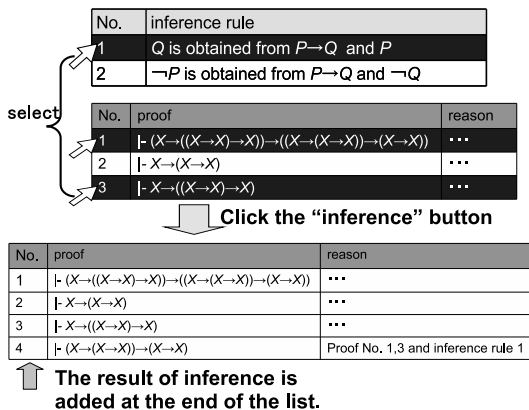 No. inference rule
1 Q is obtained from P→Q and P
2 ¬P is obtained from P→Q and ¬Q
select
No. proof reason
1 |- (X→((X→X)→X))→((X→(X→X))→(X→X)) ⋯
2 |- X→(X→X) ⋯
3 |- X→((X→X)→X) ⋯
Click the “inference” button
No. proof reason
1 |- (X→((X→X)→X))→((X→(X→X))→(X→X)) ⋯
2 |- X→(X→X) ⋯
3 |- X→((X→X)→X) ⋯
4 |- (X→(X→X))→(X→X) Proof No. 1,3 and inference rule 1
The result of inference is
added at the end of the list.